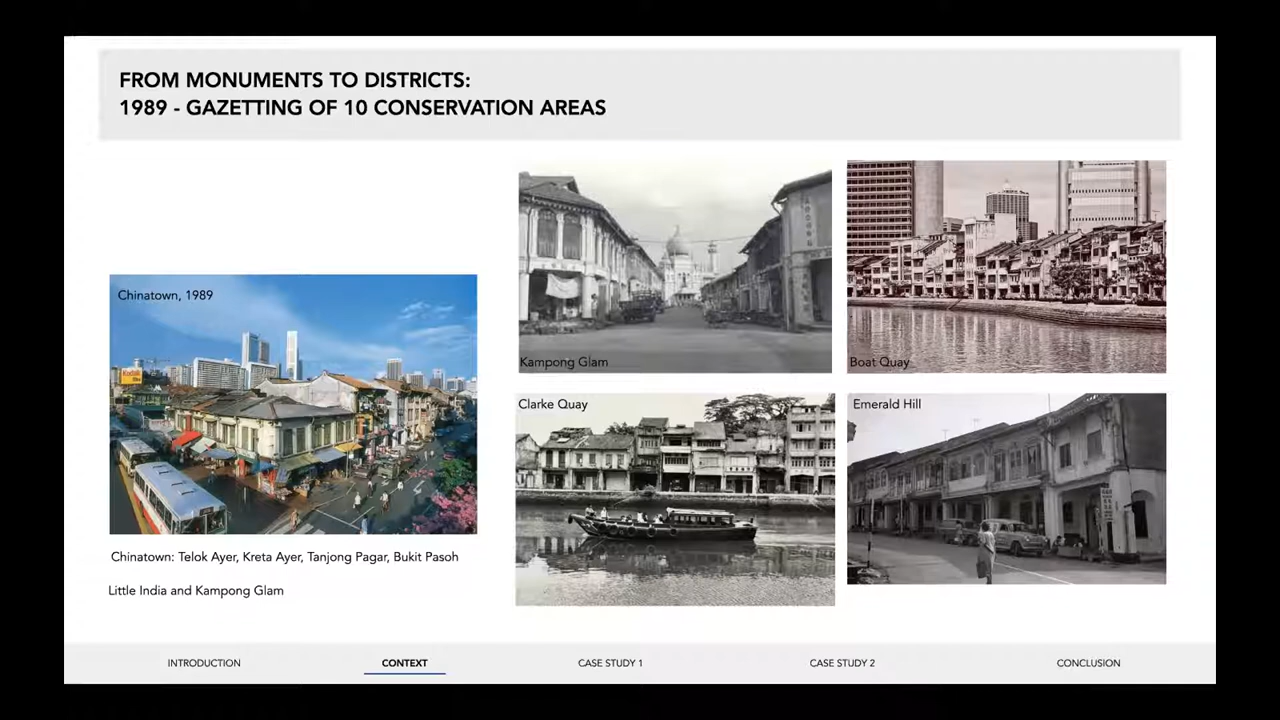 FROM MONUMENTS TO DISTRICTS:
1989 - GAZETTING OF 10 CONSERVATION AREAS
Chinatown, 1989
Kodak
Chinatown: Telok Ayer, Kreta Ayer, Tanjong Pagar, Bukit Pasoh
Little India and Kampong Glam
Kampong Glam
Boat Quay
Clarke Quay
Emerald Hill
INTRODUCTION
CONTEXT
CASE STUDY 1
CASE STUDY 2
CONCLUSION